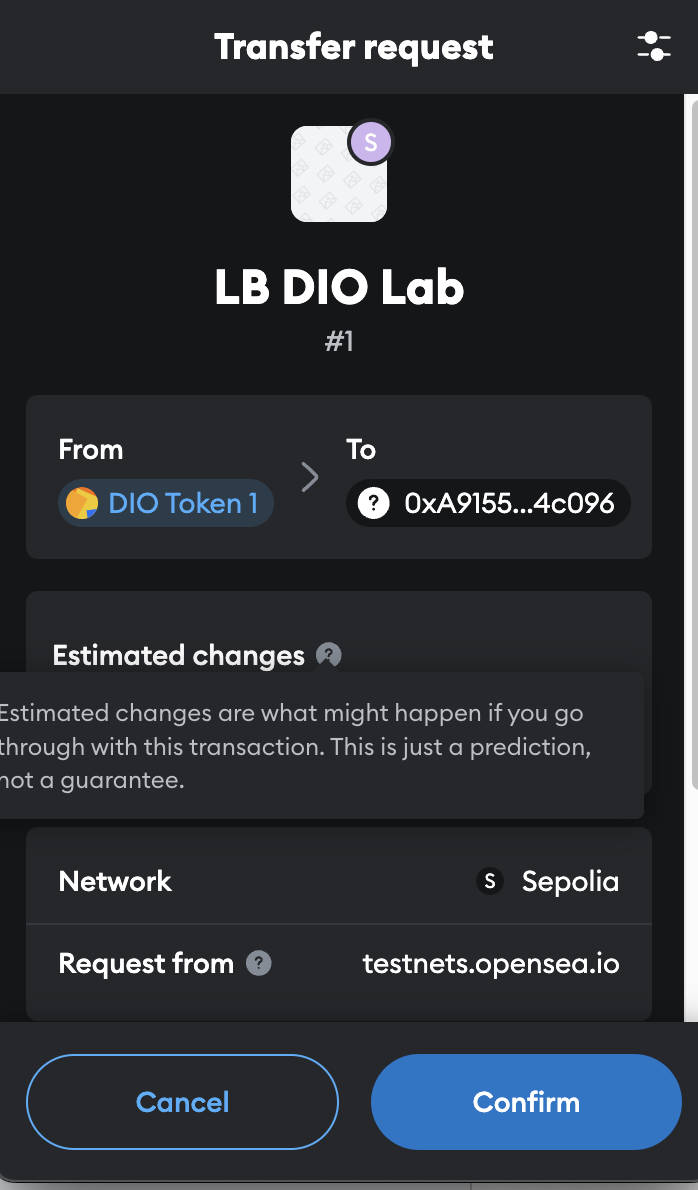 Transfer request
S
LB DIO Lab
#1
From
To
DIO Token 1
?
0xA9155...4c096
Estimated changes ?
Estimated changes are what might happen if you go
through with this transaction. This is just a prediction,
not a guarantee.
Network
S Sepolia
Request from ?
testnets.opensea.io
Cancel
Confirm